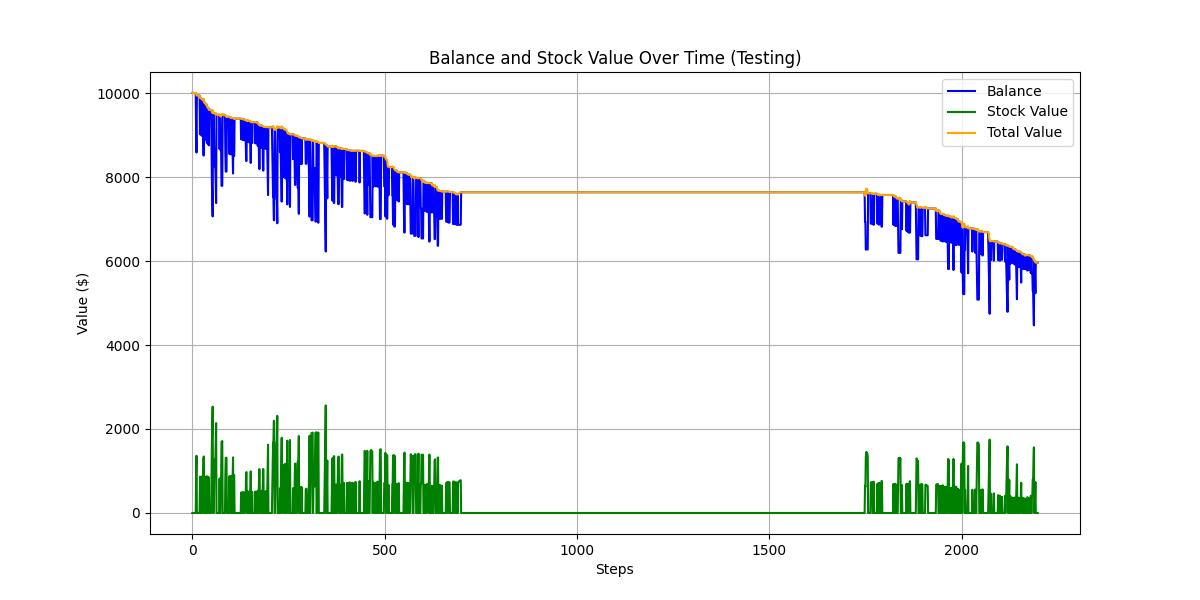 Balance and Stock Value Over Time (Testing)
Balance
Stock Value
Total Value
Value ($)
10000
8000
6000
4000
2000
0
0 500 1000 1500 2000
Steps